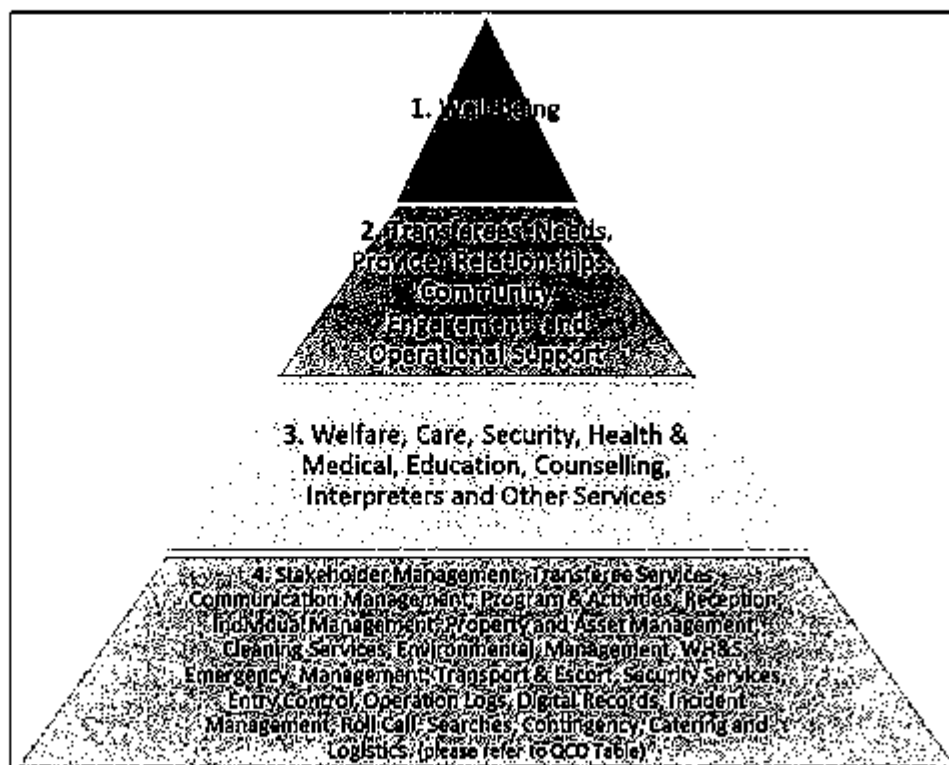 1. Wellbeing
2. Transferees Needs,
Provider Relationships,
Community
Engagement and
Operational Support
3. Welfare, Care, Security, Health &
Medical, Education, Counselling,
Interpreters and Other Services
4. Stakeholder Management, Transferee Services,
Communication Management, Program & Activities, Reception,
Individual Management, Property and Asset Management,
Cleaning Services, Environmental, Management, WH&S,
Emergency, Management, Transport & Escort, Security Services,
Entry Control, Operation Logs, Digital Records, Incident
Management, Roll Call, Searches, Contingency, Catering and
Logistics. (please refer to QCD Table)